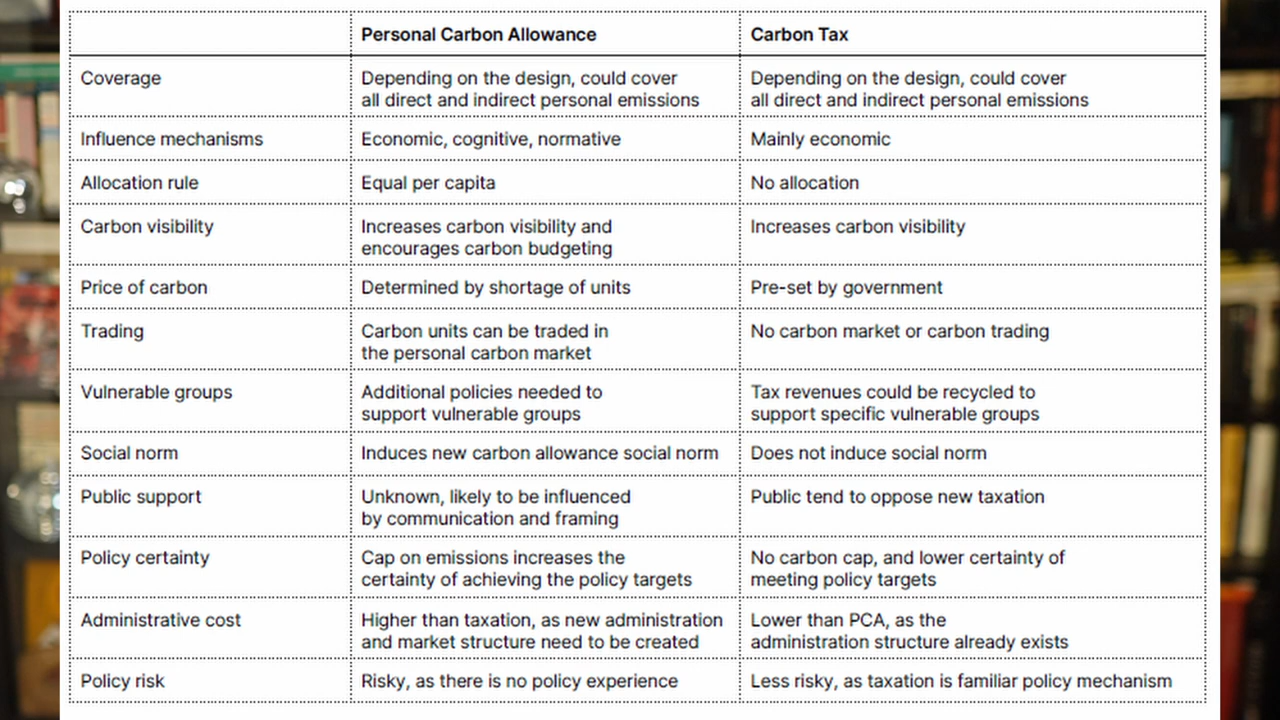 Personal Carbon Allowance Carbon Tax
Coverage Depending on the design, could cover Depending on the design, could cover
all direct and indirect personal emissions all direct and indirect personal emissions
Influence mechanisms Economic, cognitive, normative Mainly economic
Allocation rule Equal per capita No allocation
Carbon visibility Increases carbon visibility and Increases carbon visibility
encourages carbon budgeting
Price of carbon Determined by shortage of units Pre-set by government
Trading Carbon units can be traded in No carbon market or carbon trading
the personal carbon market
Vulnerable groups Additional policies needed to Tax revenues could be recycled to
support vulnerable groups support specific vulnerable groups
Social norm Induces new carbon allowance social norm Does not induce social norm
Public support Unknown, likely to be influenced Public tend to oppose new taxation
by communication and framing
Policy certainty Cap on emissions increases the No carbon cap, and lower certainty of
certainty of achieving the policy targets meeting policy targets
Administrative cost Higher than taxation, as new administration Lower than PCA, as the
and market structure need to be created administration structure already exists
Policy risk Risky, as there is no policy experience Less risky, as taxation is familiar policy mechanism